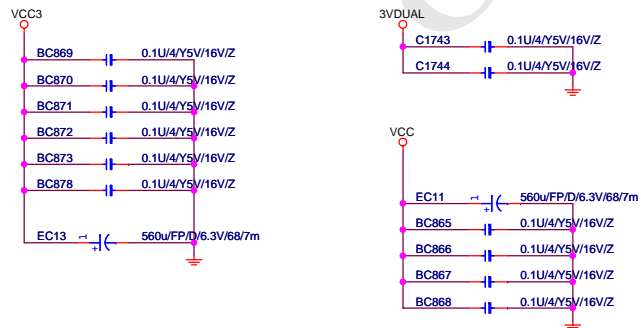 VCC3
BC869 0.1U/4/Y5V/16V/Z
BC870 0.1U/4/Y5V/16V/Z
BC871 0.1U/4/Y5V/16V/Z
BC872 0.1U/4/Y5V/16V/Z
BC873 0.1U/4/Y5V/16V/Z
BC878 0.1U/4/Y5V/16V/Z
EC13 1 + 560u/FP/D/6.3V/68/7m
3VDUAL
C1743 0.1U/4/Y5V/16V/Z
C1744 0.1U/4/Y5V/16V/Z
VCC
EC11 1 + 560u/FP/D/6.3V/68/7m
BC865 0.1U/4/Y5V/16V/Z
BC866 0.1U/4/Y5V/16V/Z
BC867 0.1U/4/Y5V/16V/Z
BC868 0.1U/4/Y5V/16V/Z